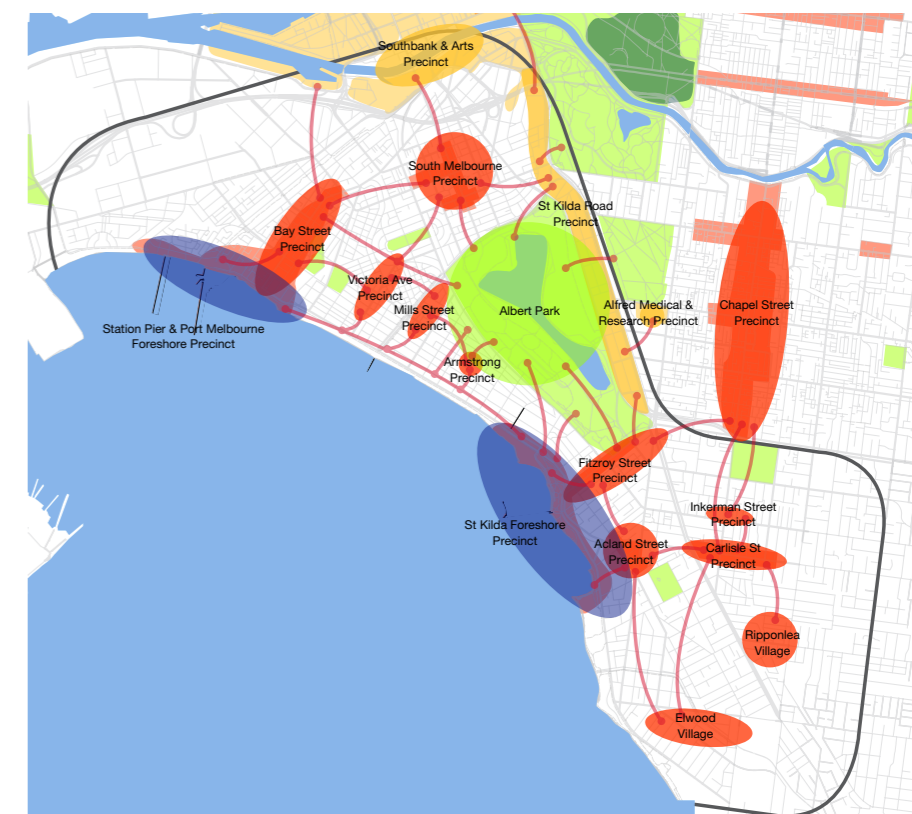 Southbank & Arts
Precinct
South Melbourne
Precinct
St Kilda Road
Precinct
Bay Street
Precinct
Victoria Ave
Precinct
Mills Street
Precinct
Albert Park
Alfred Medical &
Research Precinct
Chapel Street
Precinct
Station Pier & Port Melbourne
Foreshore Precinct
Armstrong
Precinct
Fitzroy Street
Precinct
Inkerman Street
Precinct
St Kilda Foreshore
Precinct
Acland Street
Precinct
Carlisle St
Precinct
Ripponlea
Village
Elwood
Village